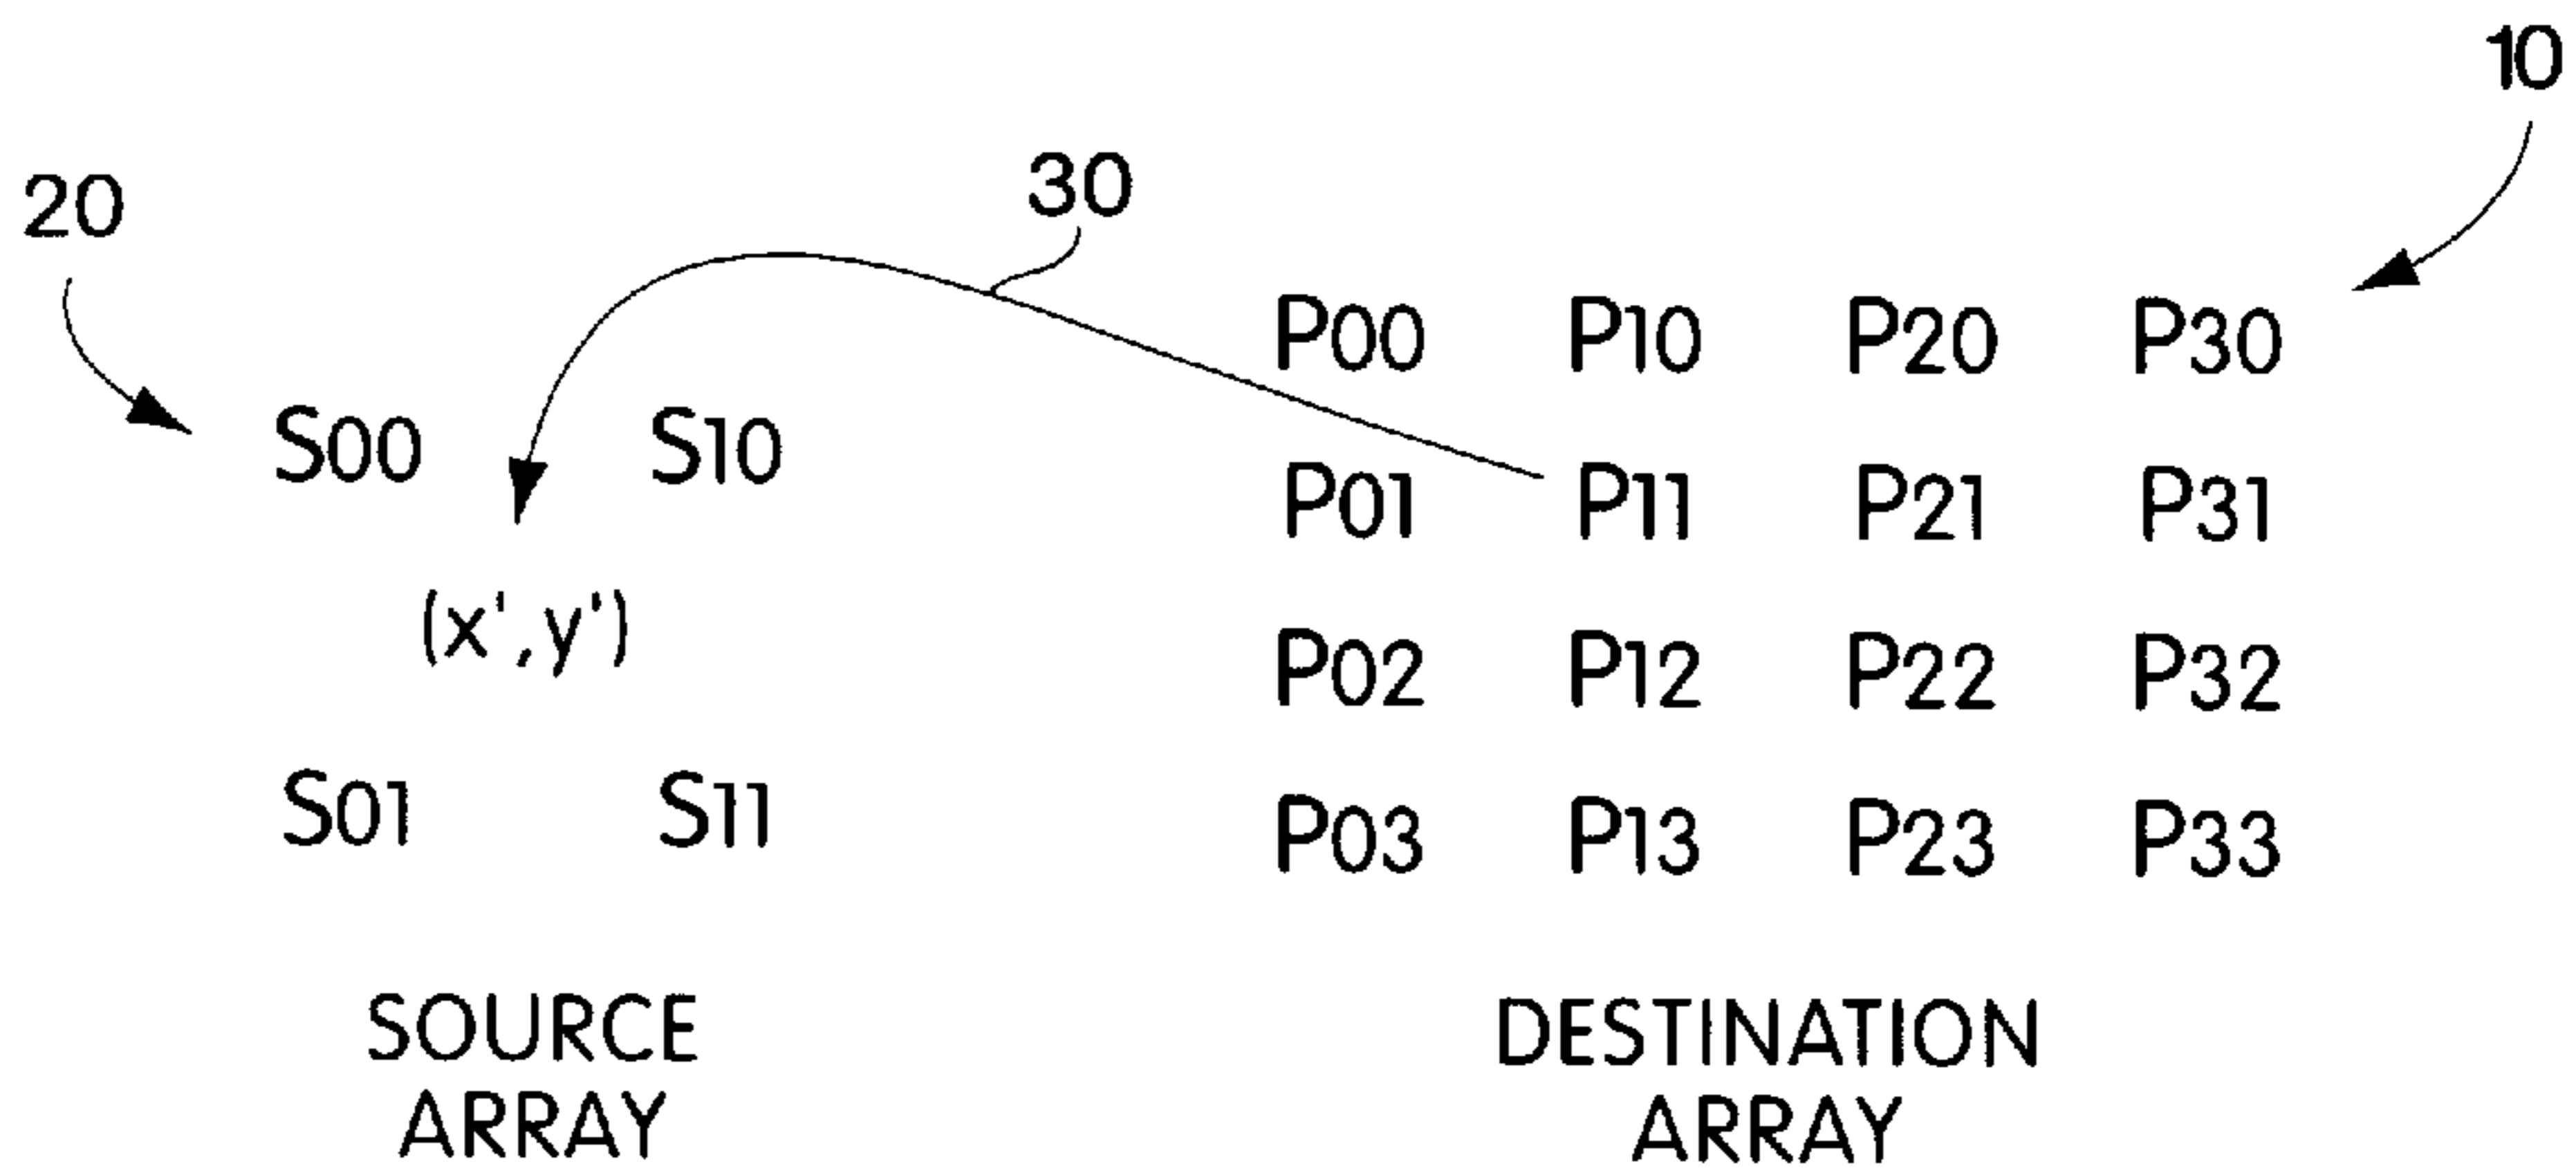 10
20
30
P00 P10 P20 P30
S00 S10
P01 P11 P21 P31
(x',y')
P02 P12 P22 P32
S01 S11
P03 P13 P23 P33
SOURCE
ARRAY
DESTINATION
ARRAY